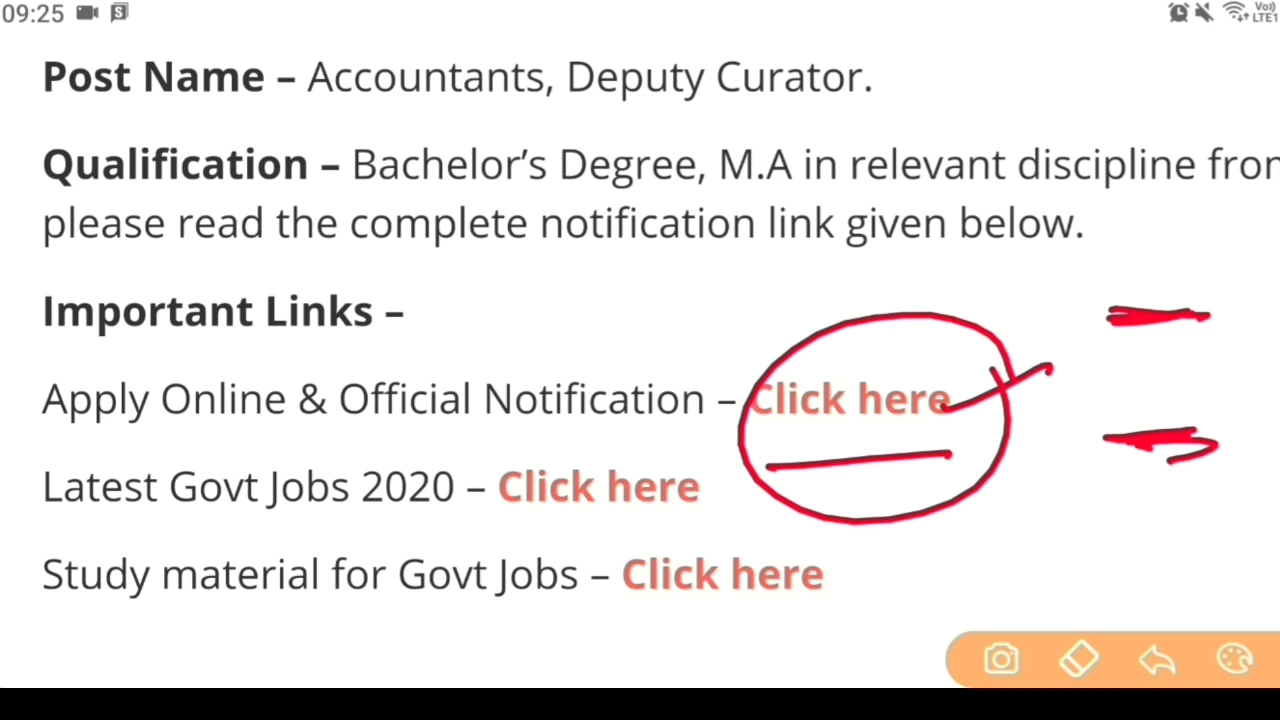 09:25
Vo))
LTE1
Post Name – Accountants, Deputy Curator.
Qualification – Bachelor’s Degree, M.A in relevant discipline
please read the complete notification link given below.
Important Links –
Apply Online & Official Notification – Click here
Latest Govt Jobs 2020 – Click here
Study material for Govt Jobs – Click here